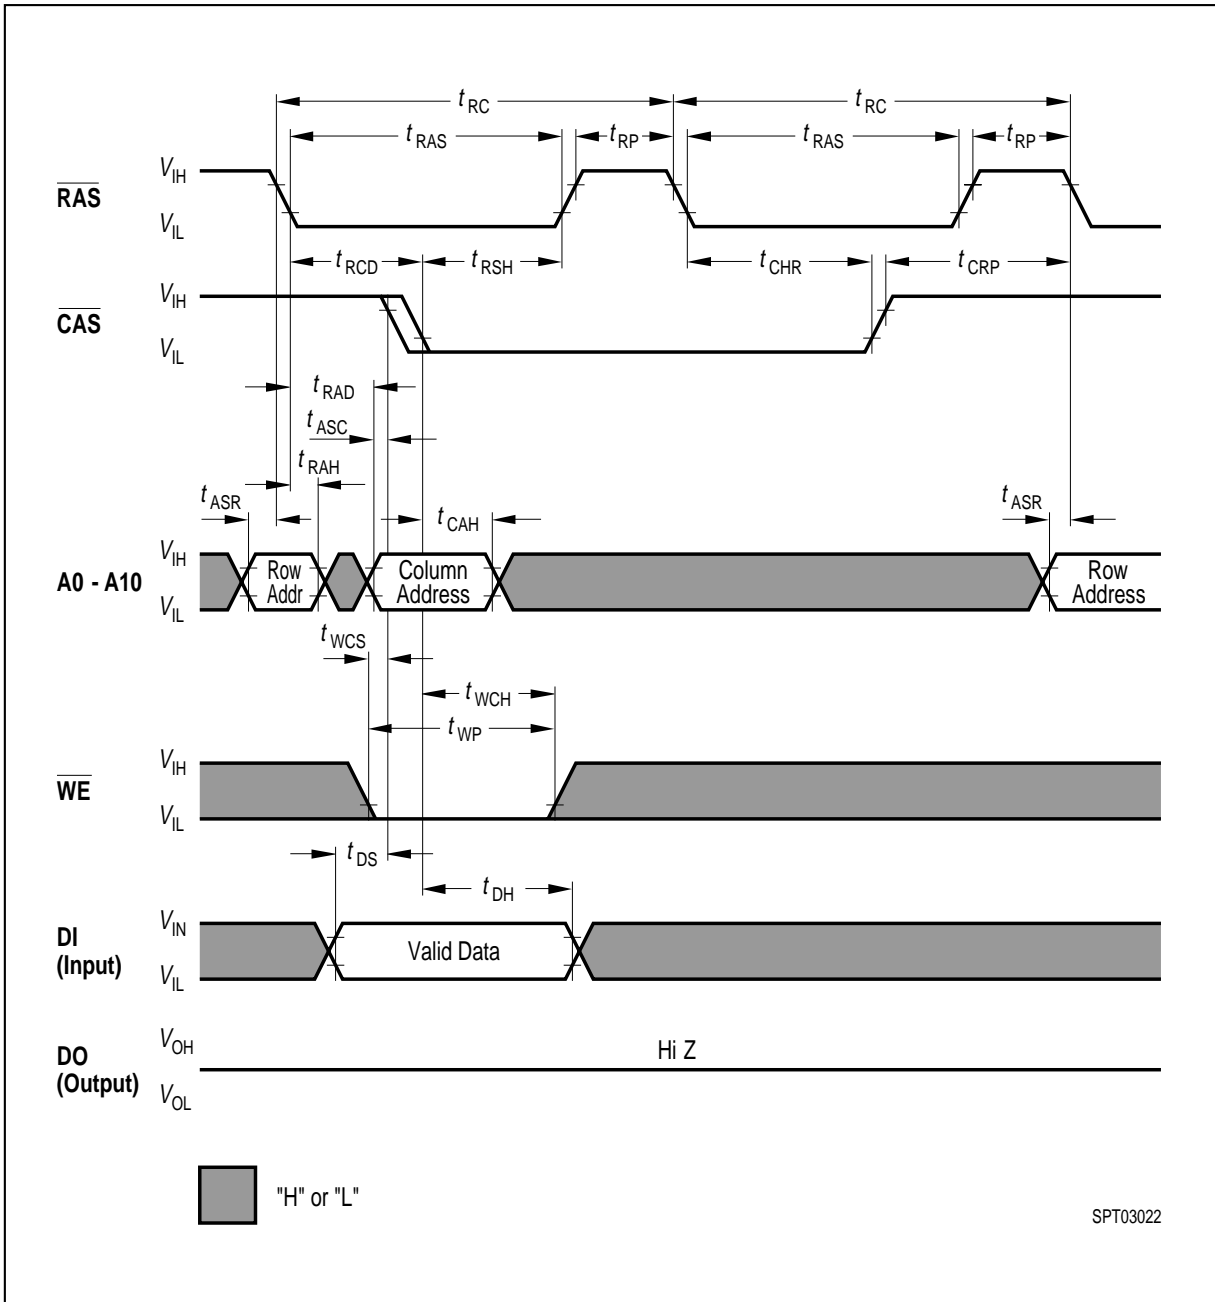 tRC tRC
tRAS tRP tRAS tRP
RAS VIH
VIL
tRCD tRSH tCHR tCRP
CAS VIH
VIL
tRAD
tASC
tRAH
tASR tCAH tASR
A0 - A10 VIH Row Addr Column Address Row Address
VIL
tWCS
tWCH
tWP
WE VIH
VIL
tDS
tDH
DI (Input) VIN Valid Data
VIL
DO (Output) VOH Hi Z
VOL
"H" or "L"
SPT03022